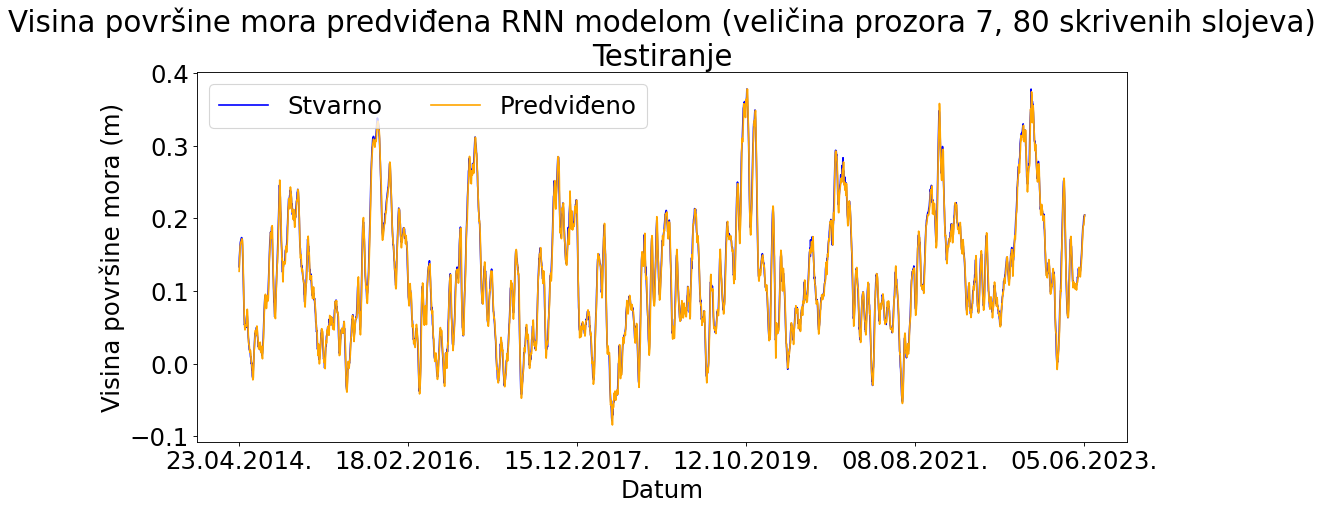 Visina površine mora predviđena RNN modelom (veličina prozora 7, 80 skrivenih slojeva)
Testiranje
Stvarno Predviđeno
Visina površine mora (m)
0.4
0.3
0.2
0.1
0.0
−0.1
23.04.2014. 18.02.2016. 15.12.2017. 12.10.2019. 08.08.2021. 05.06.2023.
Datum